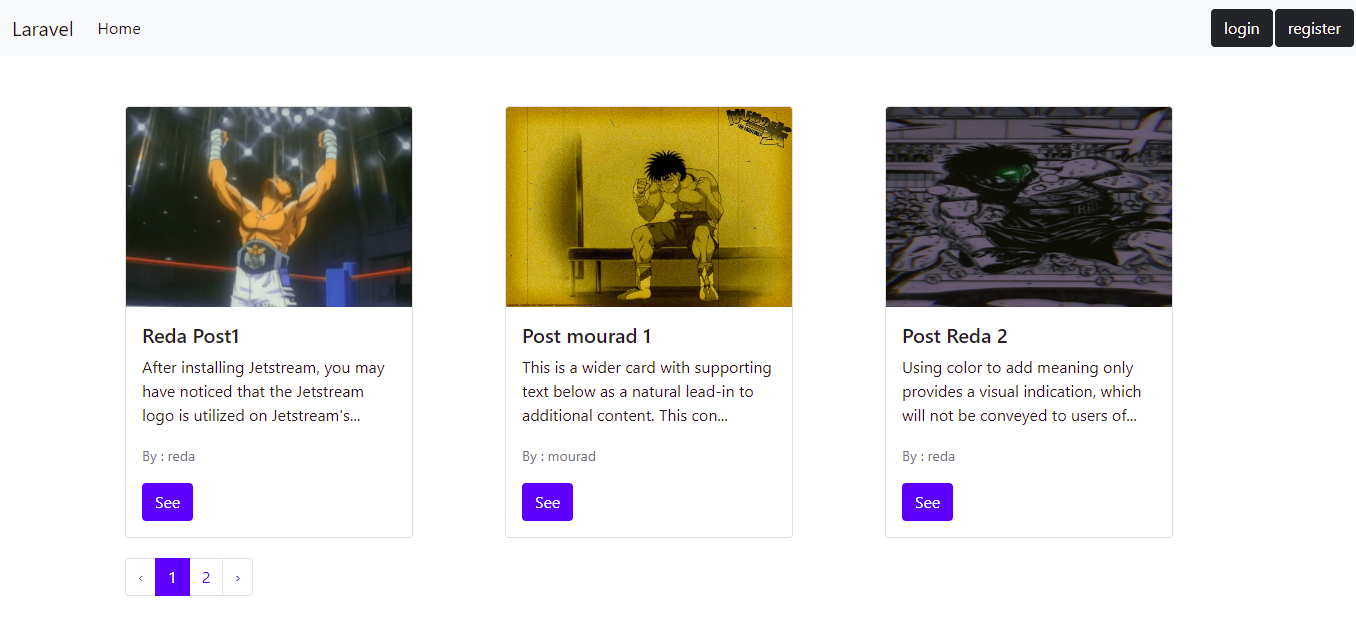 Laravel Home login register
Reda Post1
After installing Jetstream, you may
have noticed that the Jetstream
logo is utilized on Jetstream's...
By : reda
See
Post mourad 1
This is a wider card with supporting
text below as a natural lead-in to
additional content. This con...
By : mourad
See
Post Reda 2
Using color to add meaning only
provides a visual indication, which
will not be conveyed to users of...
By : reda
See
‹ 1 2 ›